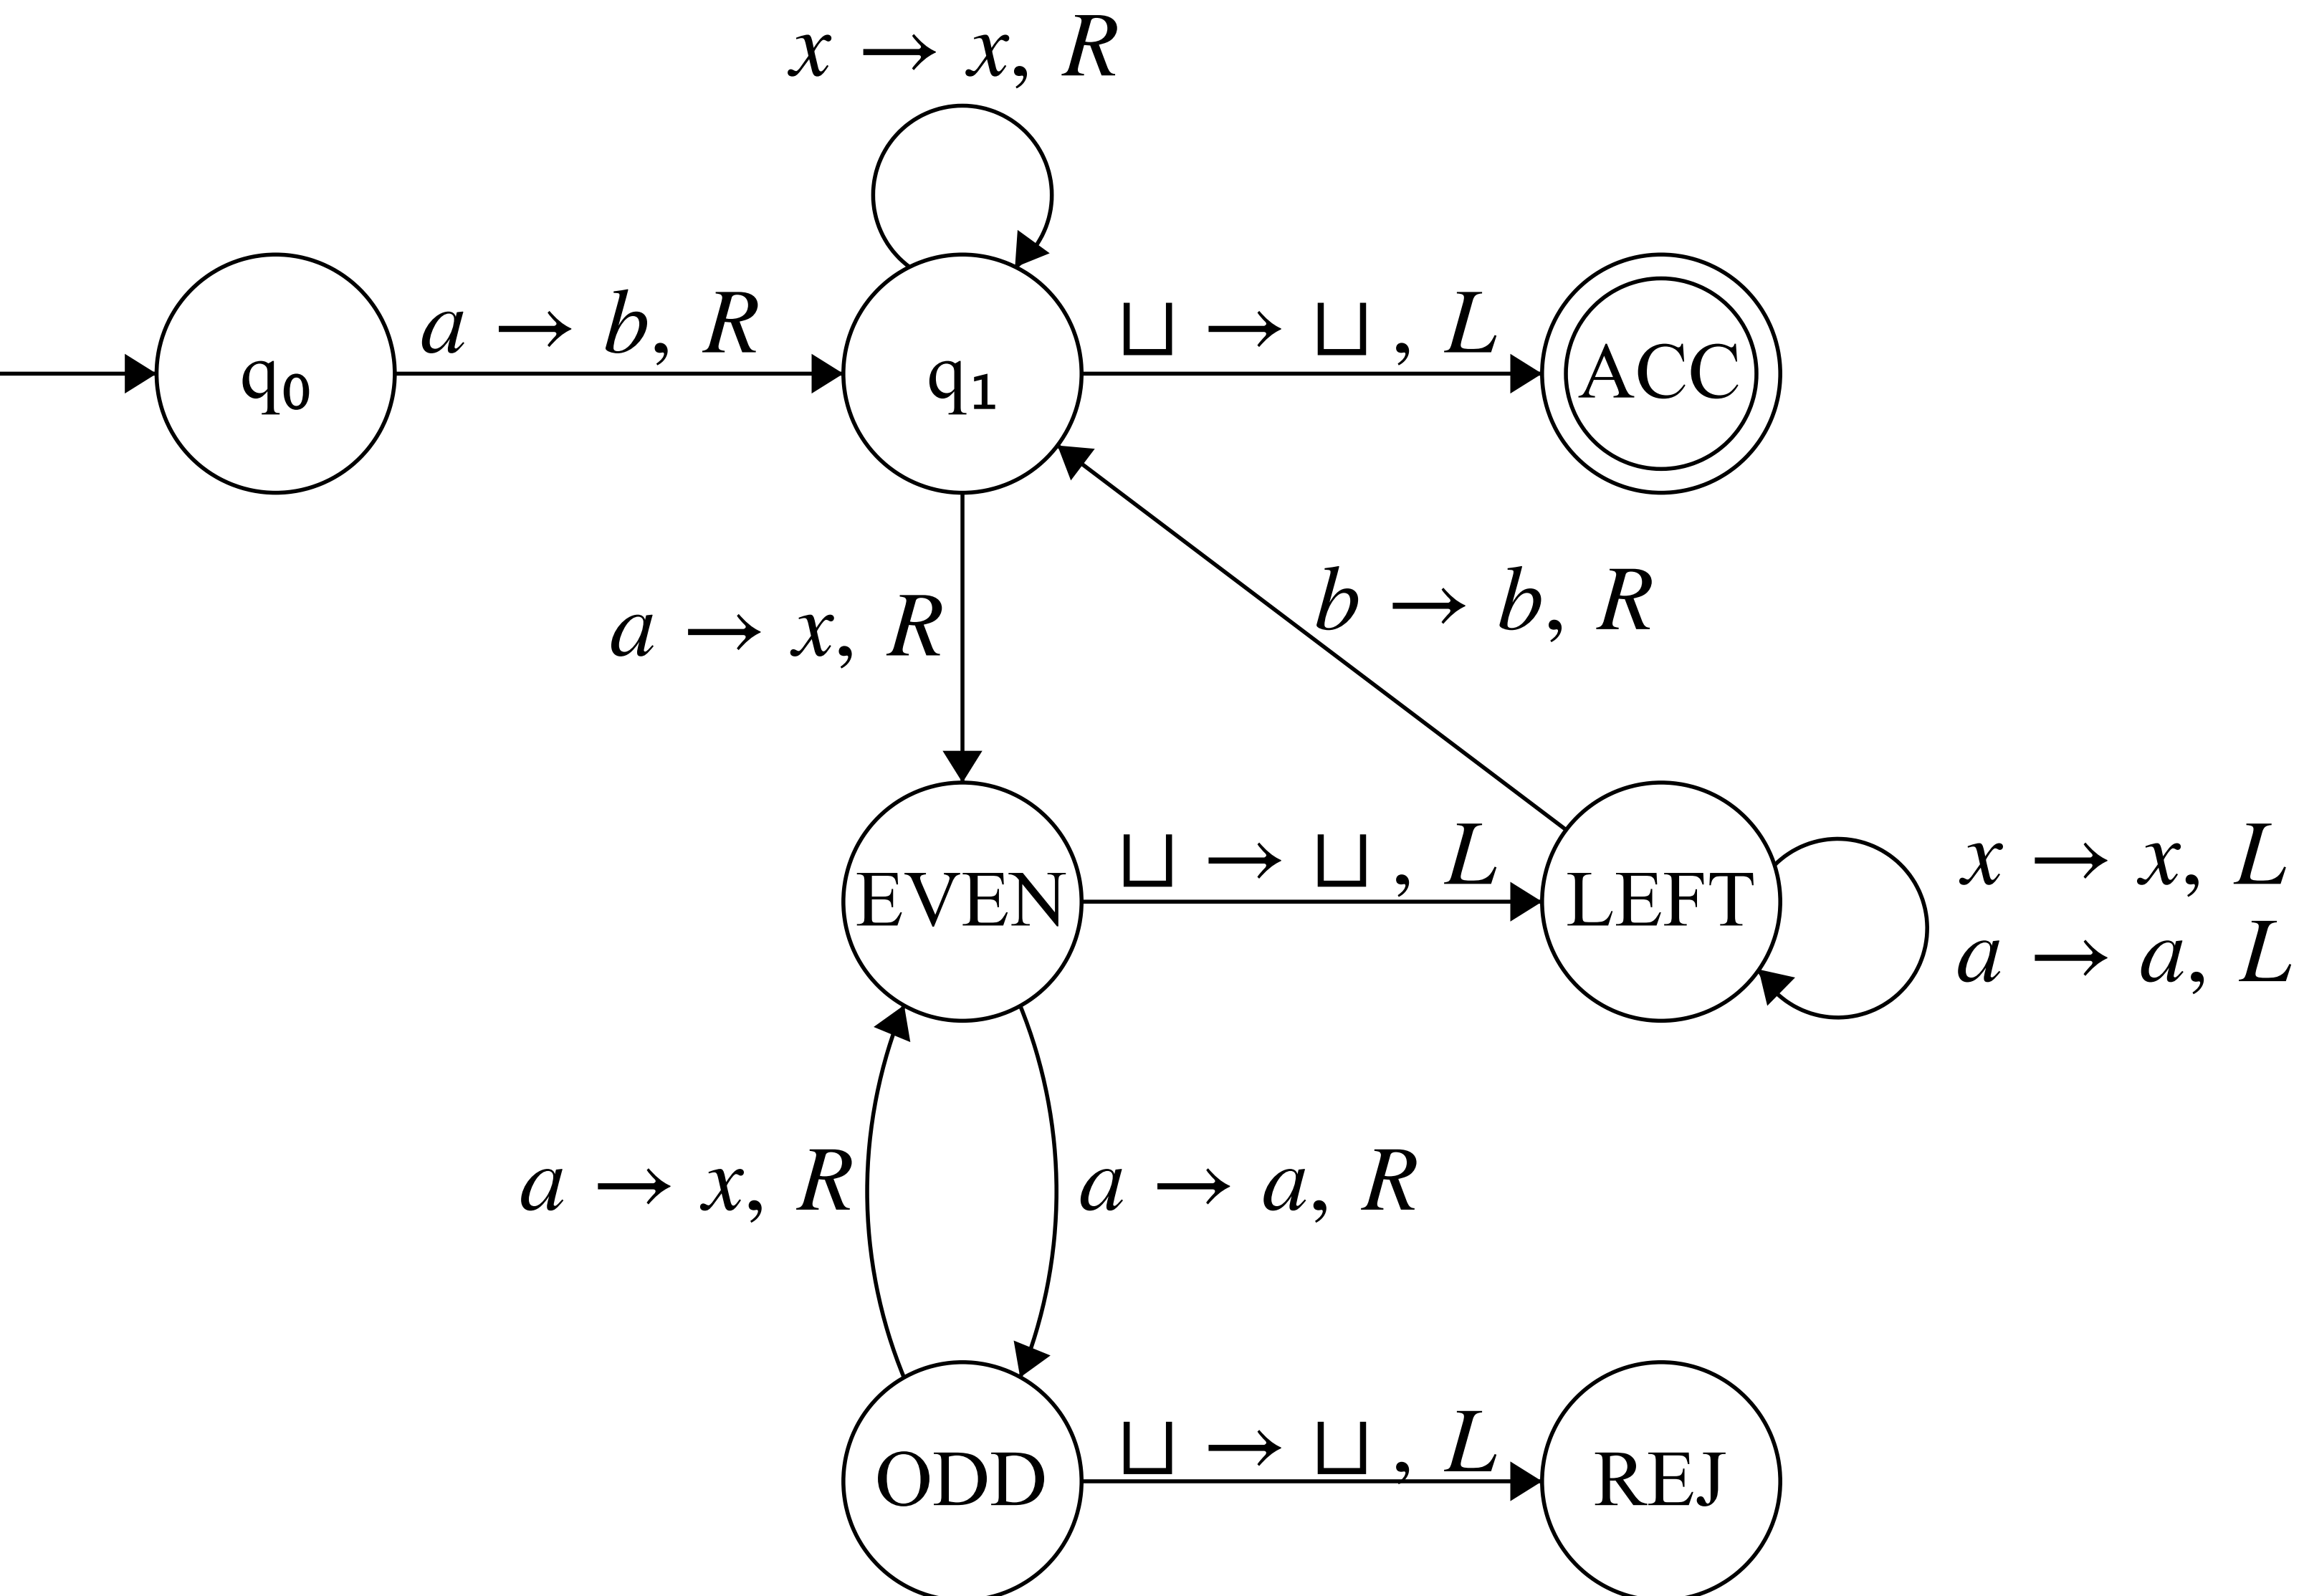 x → x, R
q₀
a → b, R
q₁
⊔ → ⊔ , L
ACC
a → x, R
b → b, R
EVEN
⊔ → ⊔ , L
LEFT
x → x, L
a → a, L
a → x, R
a → a, R
ODD
⊔ → ⊔ , L
REJ